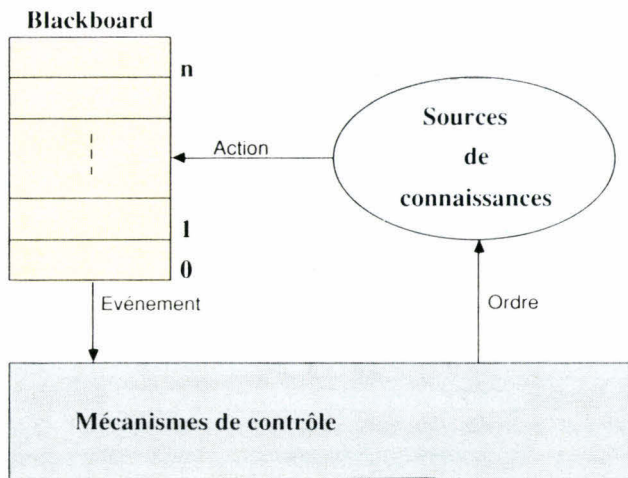 Blackboard
n
1
0
Action
Sources
de
connaissances
Evénement
Ordre
Mécanismes de contrôle